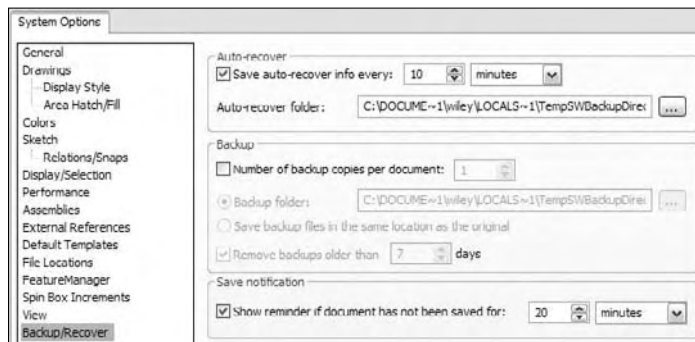 System Options
General
Drawings
Display Style
Area Hatch/Fill
Colors
Sketch
Relations/Snaps
Display/Selection
Performance
Assemblies
External References
Default Templates
File Locations
FeatureManager
Spin Box Increments
View
Backup/Recover
Auto-recover
Save auto-recover info every: 10 minutes
Auto-recover folder: C:\DOCUME~1\wiley\LOCALS~1\TempSWBackupDirec ...
Backup
Number of backup copies per document: 1
Backup folder: C:\DOCUME~1\wiley\LOCALS~1\TempSWBackupDirec ...
Save backup files in the same location as the original
Remove backups older than 7 days
Save notification
Show reminder if document has not been saved for: 20 minutes